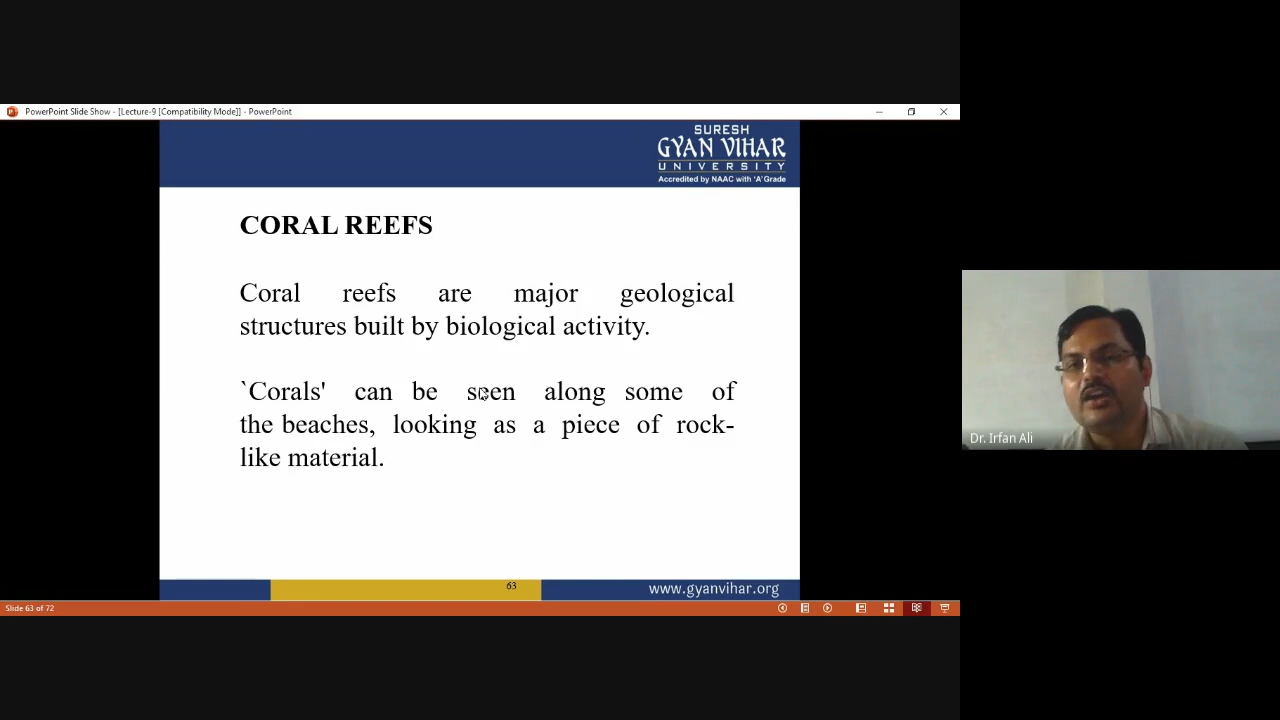 PowerPoint Slide Show - [Lecture-9 [Compatibility Mode]] - PowerPoint
SURESH
GYAN VIHAR
UNIVERSITY
Accredited by NAAC with 'A' Grade
CORAL REEFS
Coral reefs are major geological
structures built by biological activity.
`Corals' can be seen along some of
the beaches, looking as a piece of rock-
like material.
Dr. Irfan Ali
63
www.gyanvihar.org
Slide 63 of 72